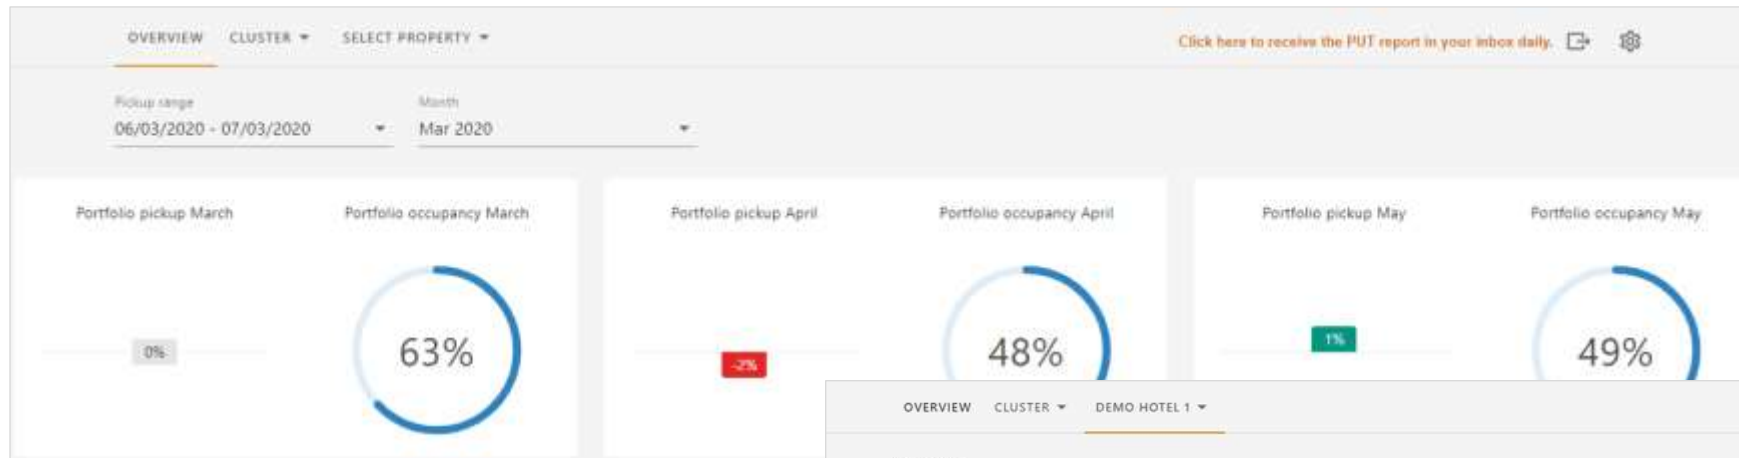 OVERVIEW CLUSTER SELECT PROPERTY Click here to receive the PUT report in your inbox daily.
Pickup range Month
06/03/2020 - 07/03/2020 Mar 2020
Portfolio pickup March Portfolio occupancy March Portfolio pickup April Portfolio occupancy April Portfolio pickup May Portfolio occupancy May
0% 63% -2% 48% 1% 49%
OVERVIEW CLUSTER DEMO HOTEL 1